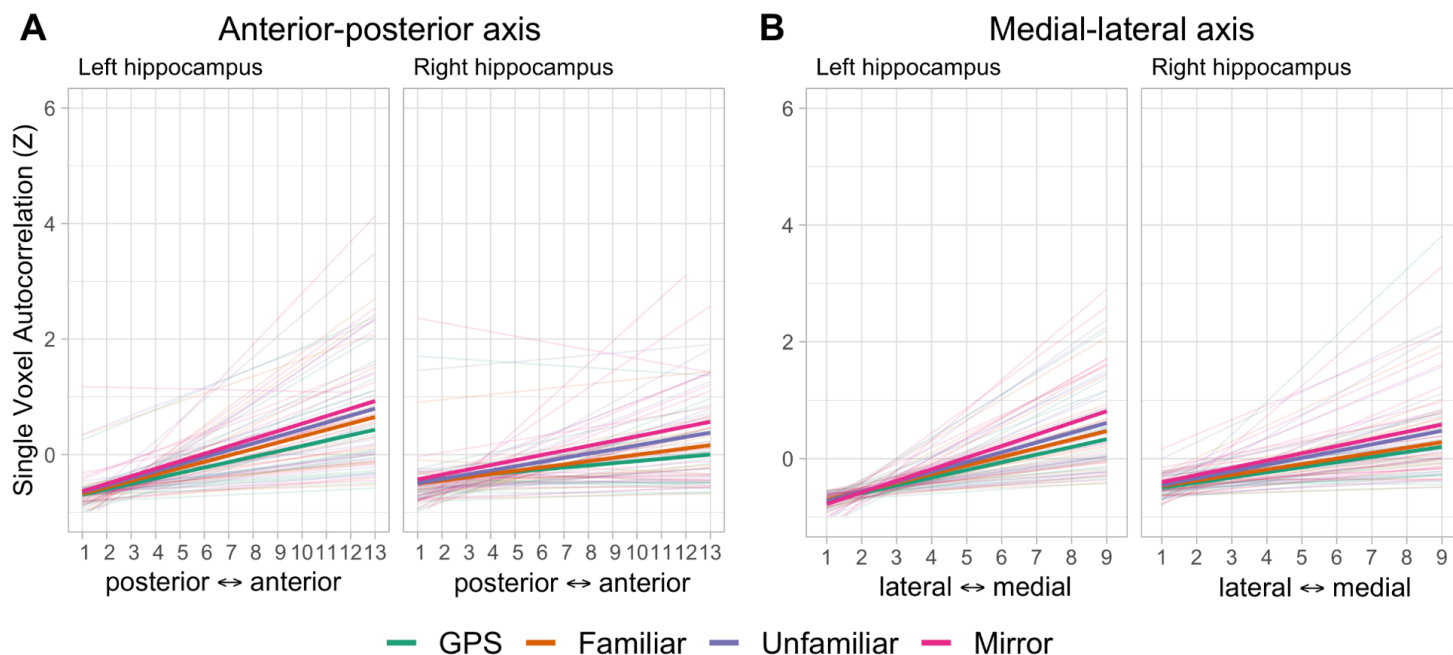 A Anterior-posterior axis
Left hippocampus Right hippocampus
Single Voxel Autocorrelation (Z)
6
4
2
0
1 2 3 4 5 6 7 8 9 10 11 12 13
posterior ↔ anterior
1 2 3 4 5 6 7 8 9 10 11 12 13
posterior ↔ anterior
B Medial-lateral axis
Left hippocampus Right hippocampus
6
4
2
0
1 2 3 4 5 6 7 8 9
lateral ↔ medial
1 2 3 4 5 6 7 8 9
lateral ↔ medial
GPS Familiar Unfamiliar Mirror